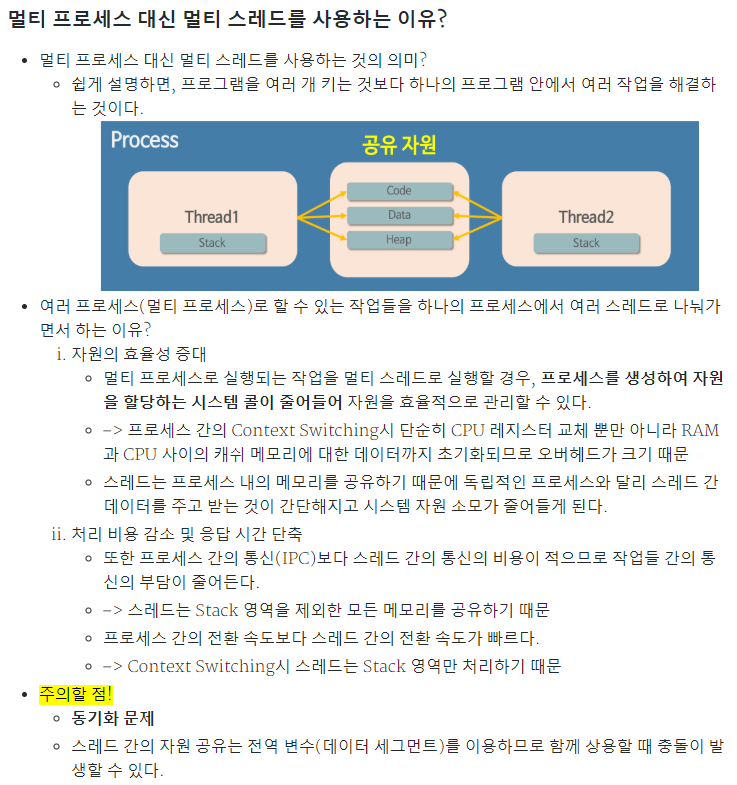 멀티 프로세스 대신 멀티 스레드를 사용하는 이유?
멀티 프로세스 대신 멀티 스레드를 사용하는 것의 의미?
쉽게 설명하면, 프로그램을 여러 개 키는 것보다 하나의 프로그램 안에서 여러 작업을 해결하
는 것이다.
Process
공유 자원
Thread1
Stack
Code
Data
Heap
Thread2
Stack
여러 프로세스(멀티 프로세스)로 할 수 있는 작업들을 하나의 프로세스에서 여러 스레드로 나눠가
면서 하는 이유?
i. 자원의 효율성 증대
멀티 프로세스로 실행되는 작업을 멀티 스레드로 실행할 경우, 프로세스를 생성하여 자원
을 할당하는 시스템 콜이 줄어들어 자원을 효율적으로 관리할 수 있다.
–> 프로세스 간의 Context Switching시 단순히 CPU 레지스터 교체 뿐만 아니라 RAM
과 CPU 사이의 캐쉬 메모리에 대한 데이터까지 초기화되므로 오버헤드가 크기 때문
스레드는 프로세스 내의 메모리를 공유하기 때문에 독립적인 프로세스와 달리 스레드 간
데이터를 주고 받는 것이 간단해지고 시스템 자원 소모가 줄어들게 된다.
ii. 처리 비용 감소 및 응답 시간 단축
또한 프로세스 간의 통신(IPC)보다 스레드 간의 통신의 비용이 적으므로 작업들 간의 통
신의 부담이 줄어든다.
–> 스레드는 Stack 영역을 제외한 모든 메모리를 공유하기 때문
프로세스 간의 전환 속도보다 스레드 간의 전환 속도가 빠르다.
–> Context Switching시 스레드는 Stack 영역만 처리하기 때문
주의할 점!
동기화 문제
스레드 간의 자원 공유는 전역 변수(데이터 세그먼트)를 이용하므로 함께 상용할 때 충돌이 발
생할 수 있다.